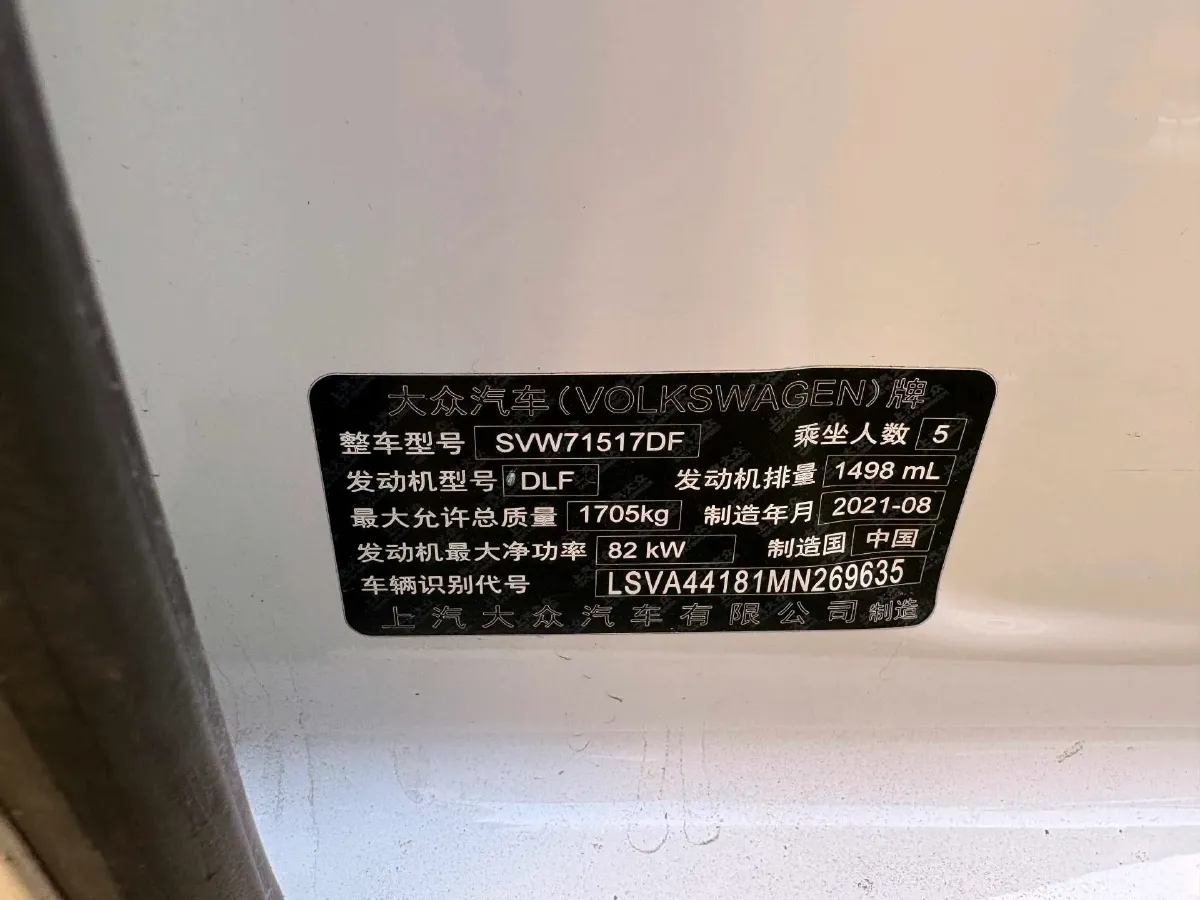 大众汽车(VOLKSWAGEN)牌
整车型号 SVW71517DF 乘坐人数 5
发动机型号 DLF 发动机排量 1498 mL
最大允许总质量 1705kg 制造年月 2021-08
发动机最大净功率 82 kW 制造国 中国
车辆识别代号 LSVA44181MN269635
上汽大众汽车有限公司 制造